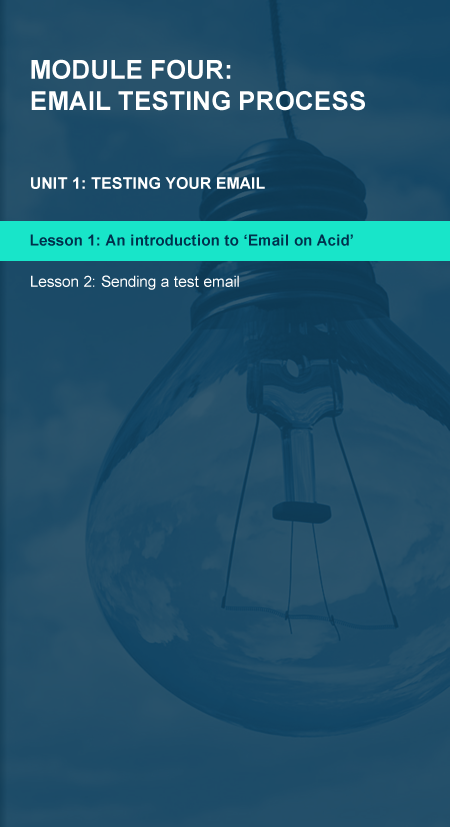 MODULE FOUR:
EMAIL TESTING PROCESS
UNIT 1: TESTING YOUR EMAIL
Lesson 1: An introduction to ‘Email on Acid’
Lesson 2: Sending a test email